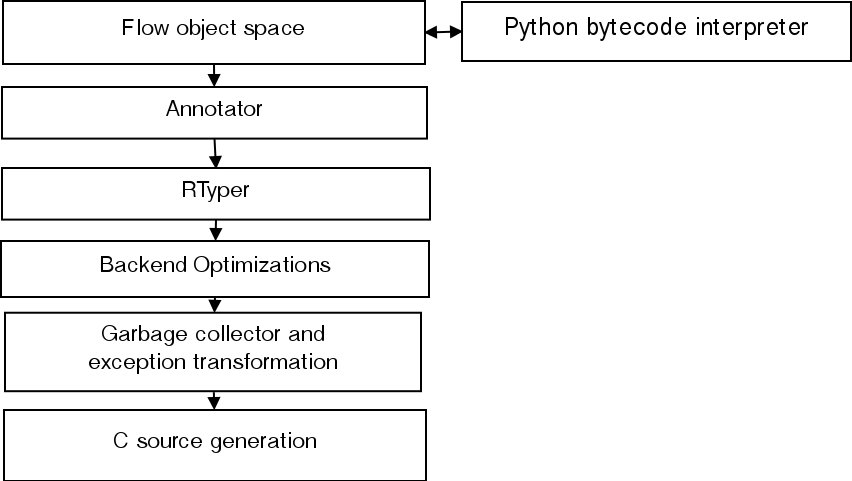 Flow object space
Python bytecode interpreter
Annotator
RTyper
Backend Optimizations
Garbage collector and
exception transformation
C source generation